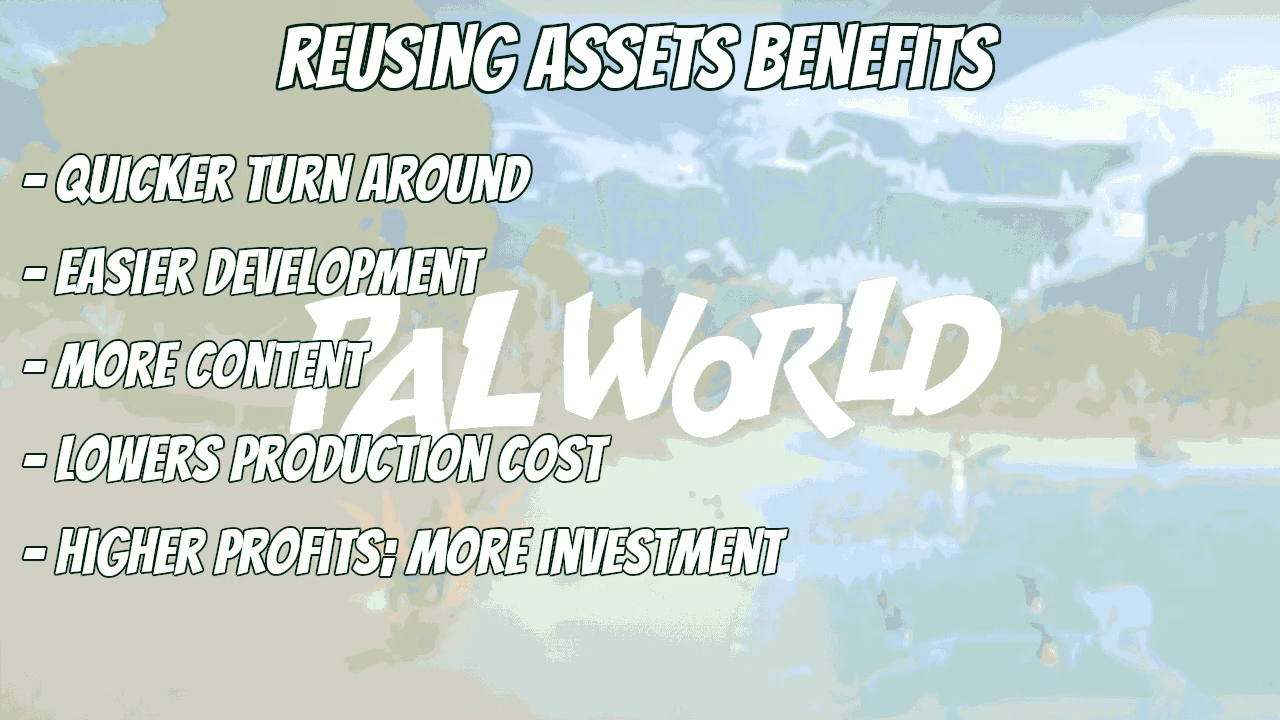 REUSING ASSETS BENEFITS
- QUICKER TURN AROUND
- EASIER DEVELOPMENT
- MORE CONTENT
PALWORLD
- LOWERS PRODUCTION COST
- HIGHER PROFITS; MORE INVESTMENT